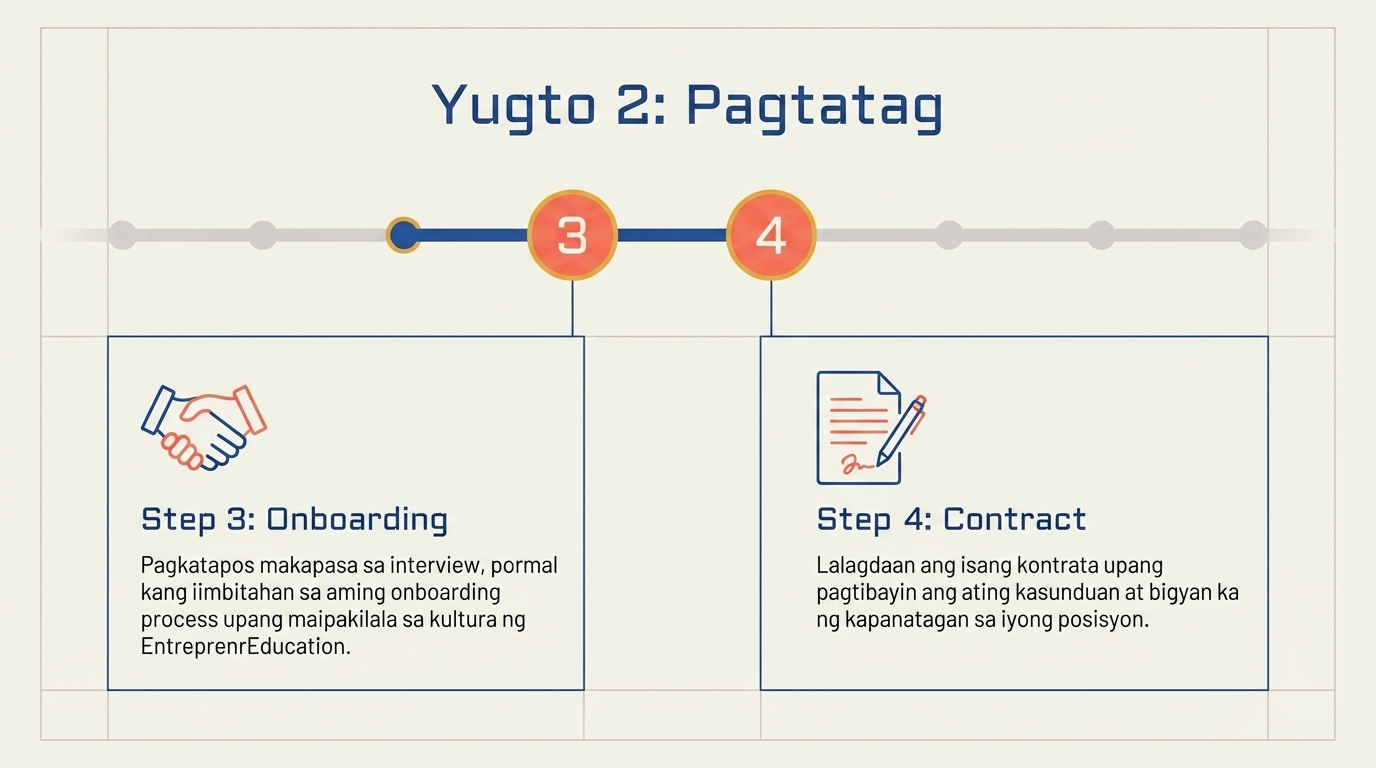 Yugto 2: Pagtatag
3
4
Step 3: Onboarding
Pagkatapos makapasa sa interview, pormal
kang iimbitahan sa aming onboarding
process upang maipakilala sa kultura ng
EntreprenrEducation.
Step 4: Contract
Lalagdaan ang isang kontrata upang
pagtibayin ang ating kasunduan at bigyan ka
ng kapanatagan sa iyong posisyon.